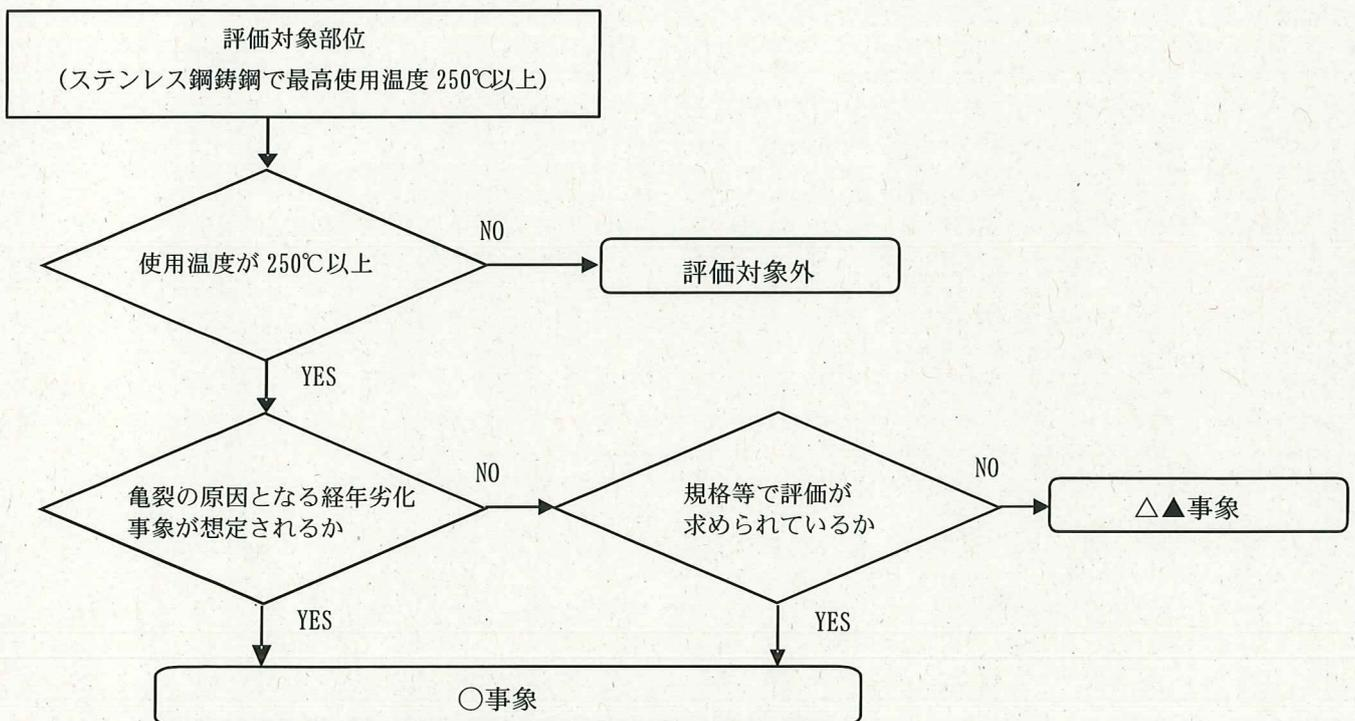 評価対象部位
(ステンレス鋼鋳鋼で最高使用温度 250℃以上)
使用温度が 250℃以上
NO
評価対象外
YES
亀裂の原因となる経年劣化
事象が想定されるか
NO
規格等で評価が
求められているか
NO
△▲事象
YES
YES
○事象